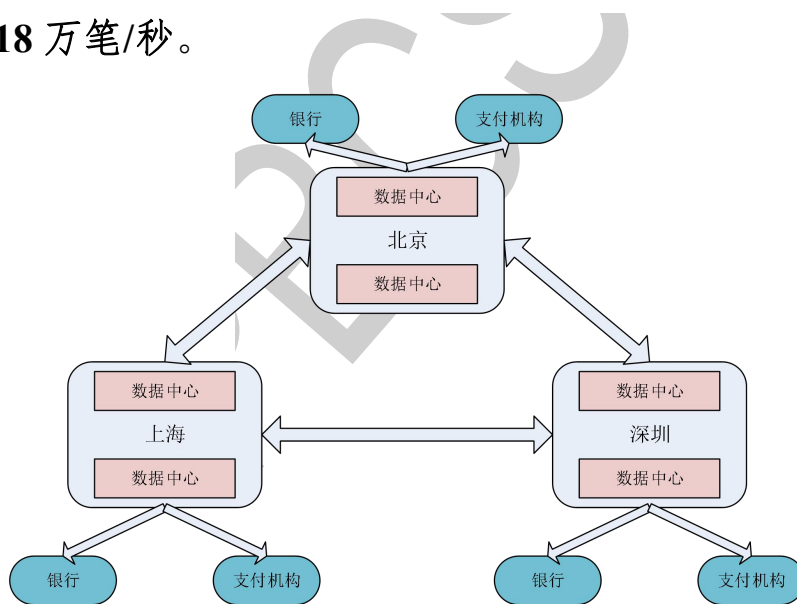 18 万笔/秒。
银行
支付机构
数据中心
北京
数据中心
数据中心
上海
数据中心
数据中心
深圳
数据中心
银行
支付机构
银行
支付机构